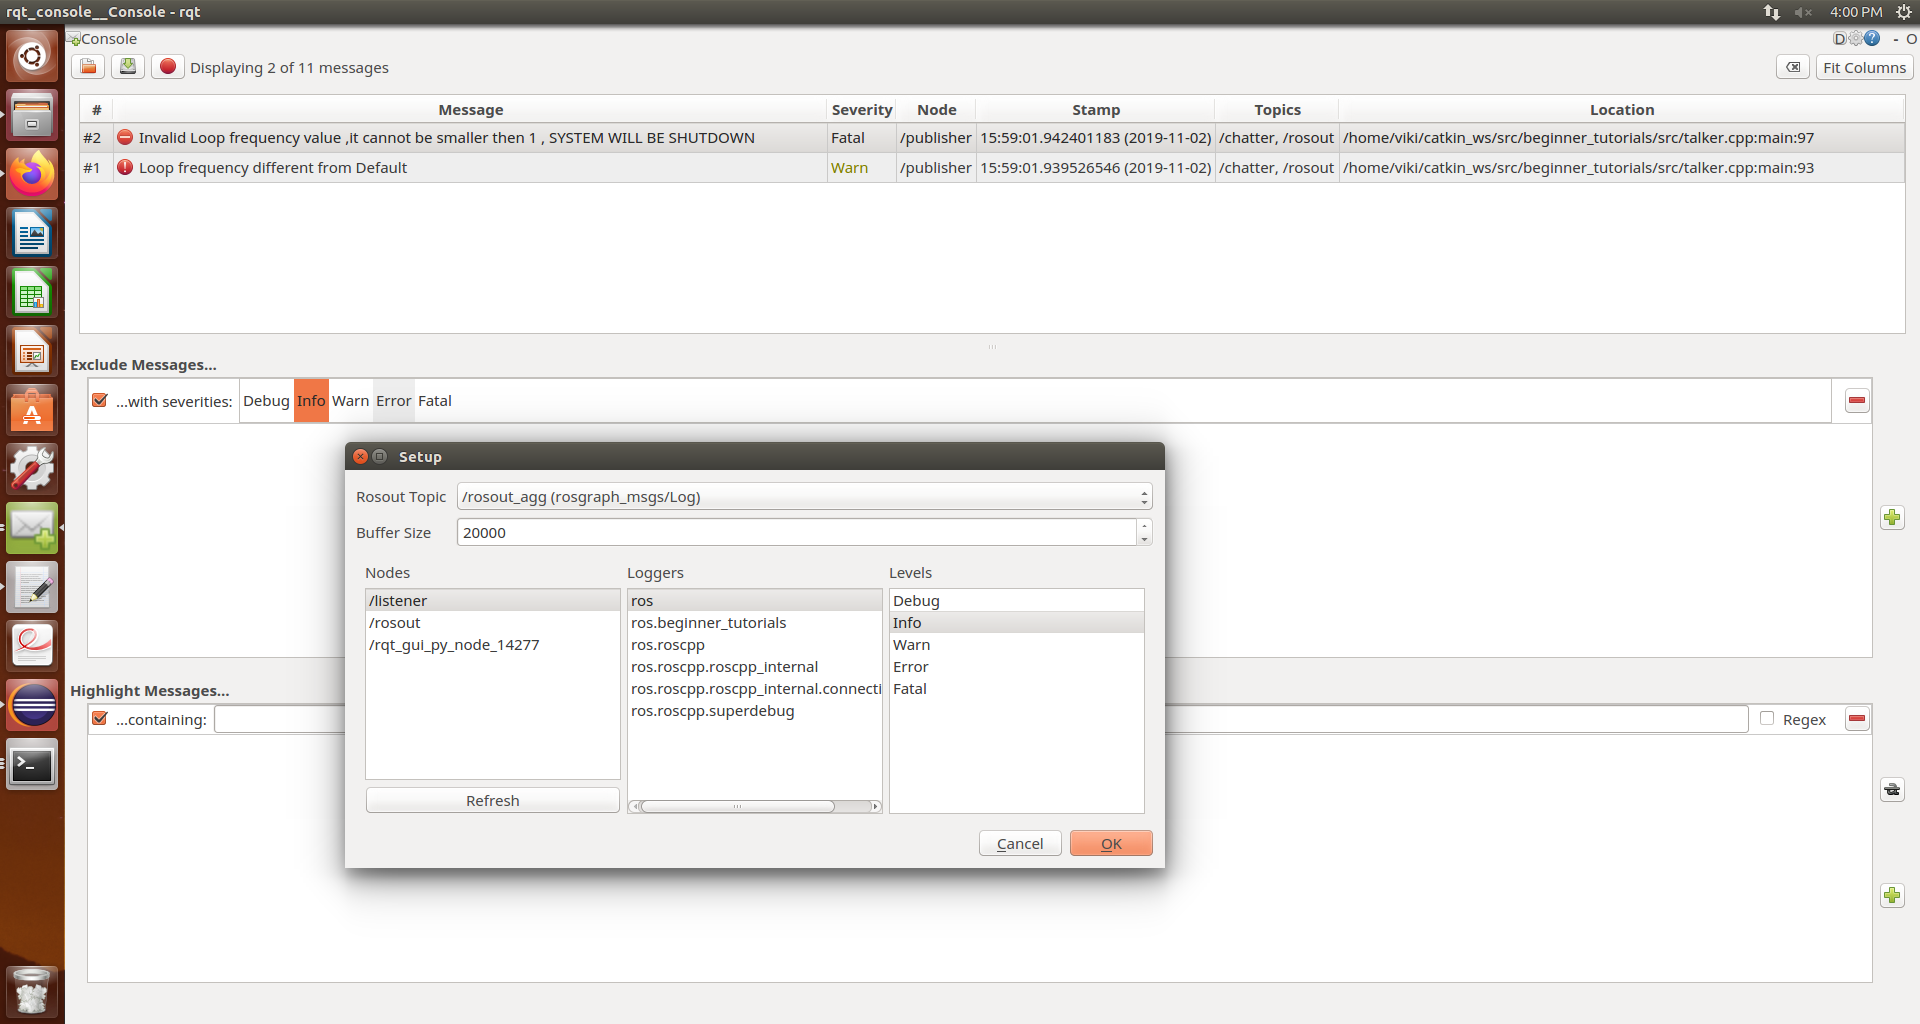 rqt_console__Console - rqt
4:00 PM
Console
D
- O
Displaying 2 of 11 messages
Fit Columns
# Message Severity Node Stamp Topics Location
#2 Invalid Loop frequency value ,it cannot be smaller then 1 , SYSTEM WILL BE SHUTDOWN Fatal /publisher 15:59:01.942401183 (2019-11-02) /chatter, /rosout /home/viki/catkin_ws/src/beginner_tutorials/src/talker.cpp:main:97
#1 Loop frequency different from Default Warn /publisher 15:59:01.939526546 (2019-11-02) /chatter, /rosout /home/viki/catkin_ws/src/beginner_tutorials/src/talker.cpp:main:93
Exclude Messages...
...with severities: Debug Info Warn Error Fatal
Setup
Rosout Topic /rosout_agg (rosgraph_msgs/Log)
Buffer Size 20000
Nodes Loggers Levels
/listener ros Debug
/rosout ros.beginner_tutorials Info
/rqt_gui_py_node_14277 ros.roscpp Warn
ros.roscpp.roscpp_internal Error
ros.roscpp.roscpp_internal.connecti Fatal
ros.roscpp.superdebug
Refresh
Cancel OK
Highlight Messages...
...containing: Regex